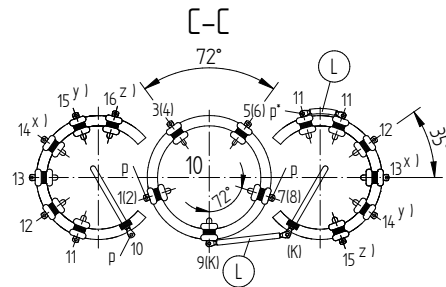 C-C
72°
L
16 z)
15 y)
14 x)
13
12
11
10
p
p
3(4)
5(6)
p*
10
72°
1(2)
7(8)
9(K)
L
11
11
12
13 x)
14 y)
15 z)
(K)
p